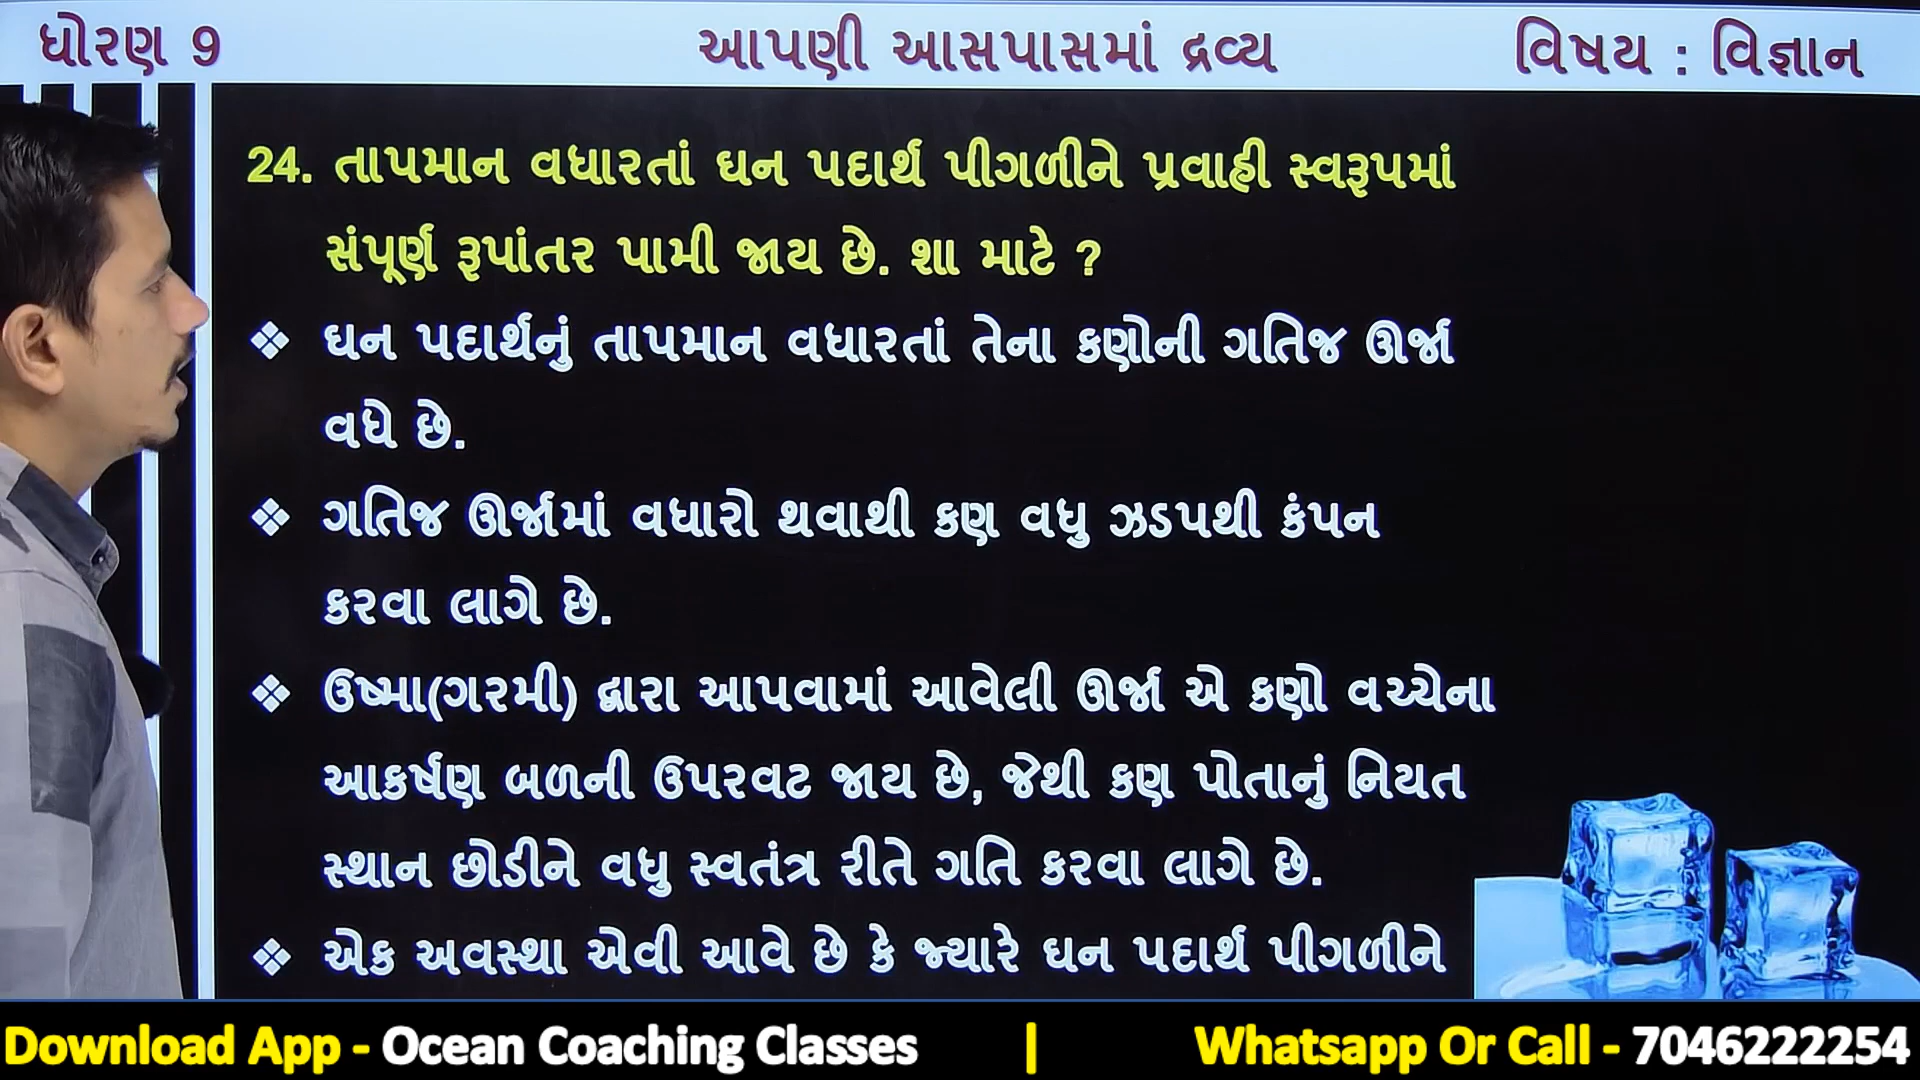 ધોરણ 9 આપણી આસપાસમાં દ્રવ્ય વિષય : વિજ્ઞાન
24. તાપમાન વધારતાં ઘન પદાર્થ પીગળીને પ્રવાહી સ્વરૂપમાં
સંપૂર્ણ રૂપાંતર પામી જાય છે. શા માટે ?
❖ ઘન પદાર્થનું તાપમાન વધારતાં તેના કણોની ગતિજ ઊર્જા
વધે છે.
❖ ગતિજ ઊર્જામાં વધારો થવાથી કણ વધુ ઝડપથી કંપન
કરવા લાગે છે.
❖ ઉષ્મા(ગરમી) દ્વારા આપવામાં આવેલી ઊર્જા એ કણો વચ્ચેના
આકર્ષણ બળની ઉપરવટ જાય છે, જેથી કણ પોતાનું નિયત
સ્થાન છોડીને વધુ સ્વતંત્ર રીતે ગતિ કરવા લાગે છે.
❖ એક અવસ્થા એવી આવે છે કે જ્યારે ઘન પદાર્થ પીગળીને
Download App - Ocean Coaching Classes | Whatsapp Or Call - 7046222254